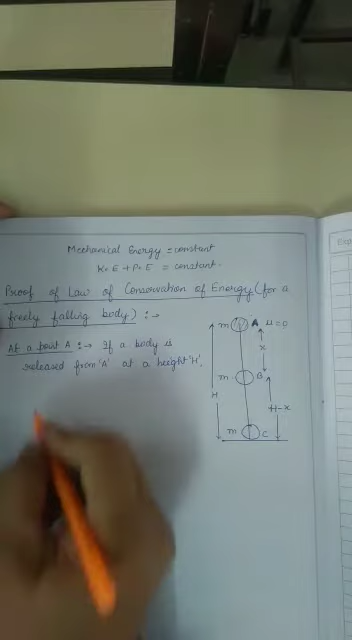 Mechanical Energy = constant
K.E + P.E = constant.
Proof of Law of Conservation of Energy (for a
freely falling body) :→
At a point A :→ If a body is
released from 'A' at a height 'H'.
m A u=0
x
m B
H
H-x
m C
Expt